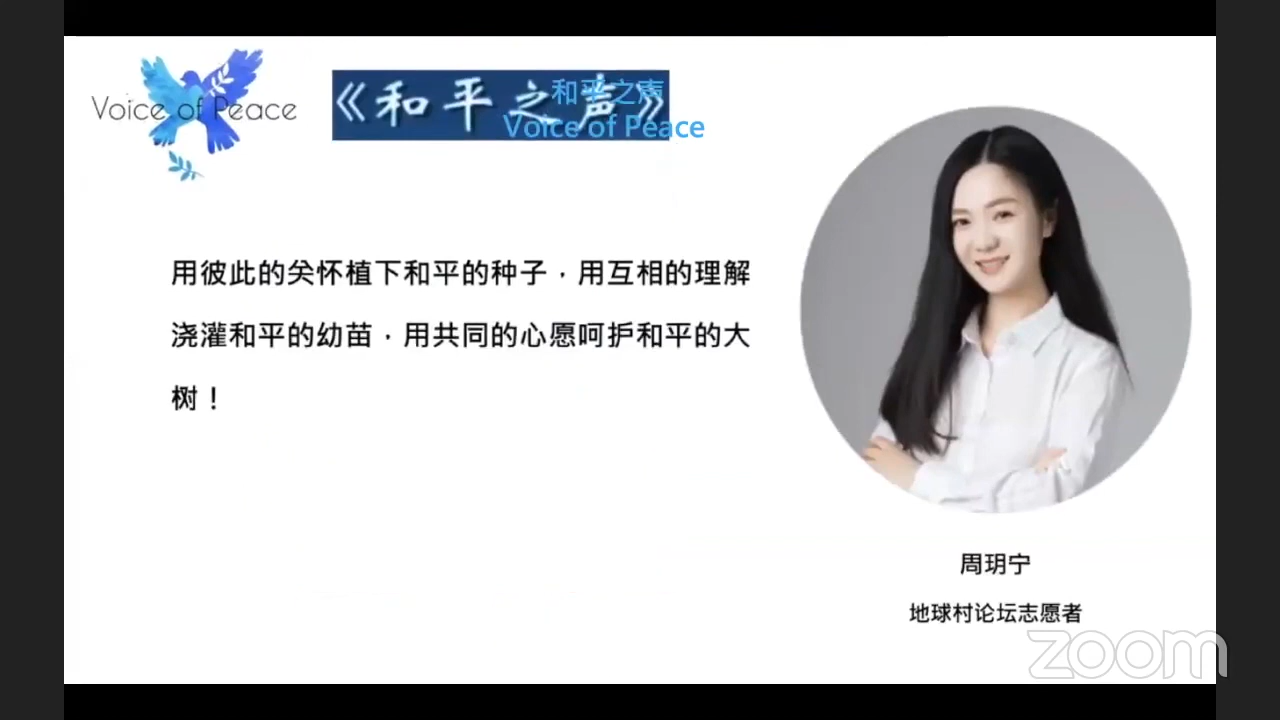 Voice of Peace
《和平之声》
和平之声
Voice of Peace
用彼此的关怀植下和平的种子，用互相的理解
浇灌和平的幼苗，用共同的心愿呵护和平的大
树！
周玥宁
地球村论坛志愿者
zoom